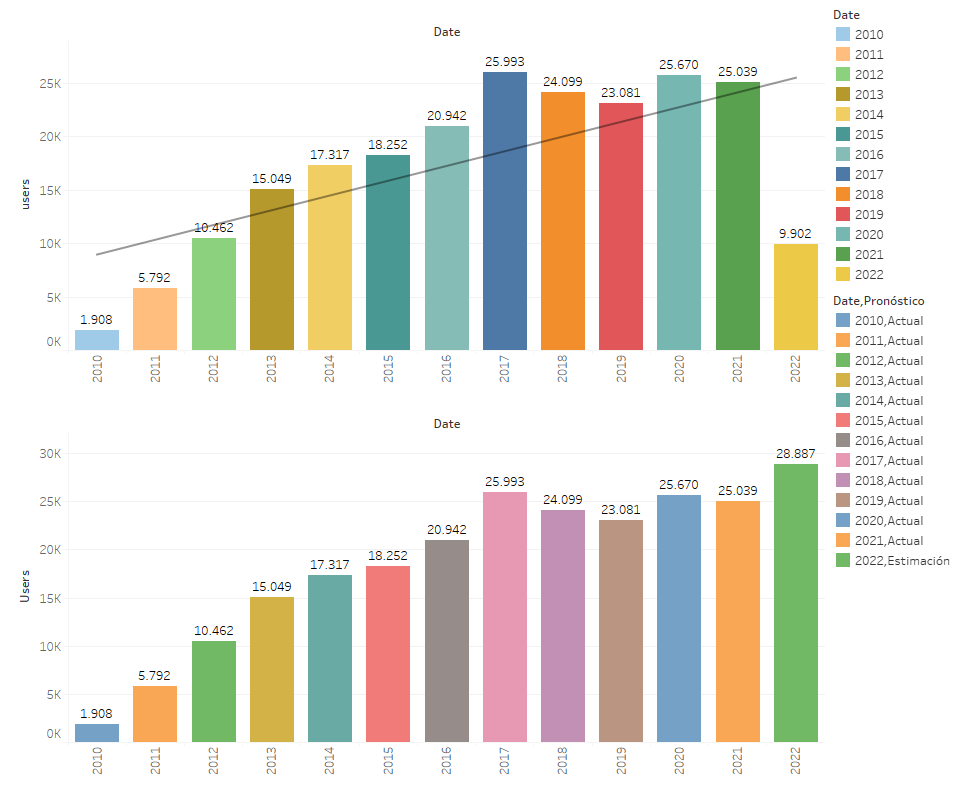 Date
25K
20K
15K
10K
5K
0K
users
1.908
5.792
10.462
15.049
17.317
18.252
20.942
25.993
24.099
23.081
25.670
25.039
9.902
2010
2011
2012
2013
2014
2015
2016
2017
2018
2019
2020
2021
2022
Date
30K
25K
20K
15K
10K
5K
0K
Users
1.908
5.792
10.462
15.049
17.317
18.252
20.942
25.993
24.099
23.081
25.670
25.039
28.887
2010
2011
2012
2013
2014
2015
2016
2017
2018
2019
2020
2021
2022
Date
2010
2011
2012
2013
2014
2015
2016
2017
2018
2019
2020
2021
2022
Date,Pronóstico
2010,Actual
2011,Actual
2012,Actual
2013,Actual
2014,Actual
2015,Actual
2016,Actual
2017,Actual
2018,Actual
2019,Actual
2020,Actual
2021,Actual
2022,Estimación